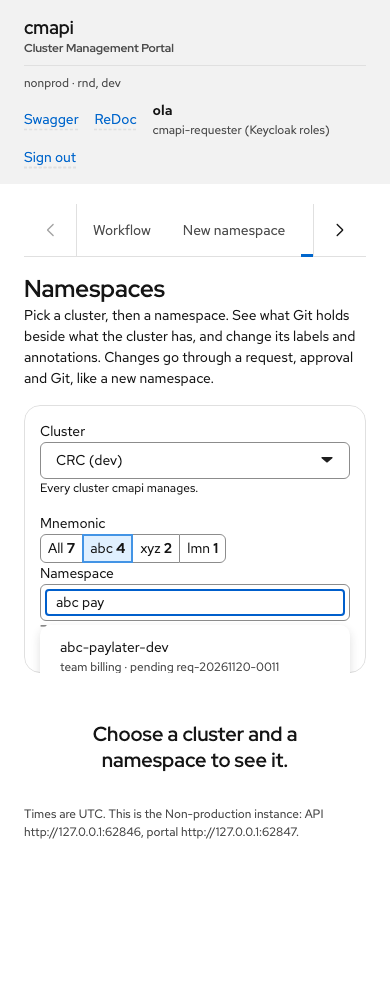 cmapi
Cluster Management Portal
nonprod · rnd, dev
Swagger ReDoc ola
cmapi-requester (Keycloak roles)
Sign out
Workflow New namespace
Namespaces
Pick a cluster, then a namespace. See what Git holds
beside what the cluster has, and change its labels and
annotations. Changes go through a request, approval
and Git, like a new namespace.
Cluster
CRC (dev)
Every cluster cmapi manages.
Mnemonic
All 7 abc 4 xyz 2 lmn 1
Namespace
abc pay
abc-paylater-dev
team billing · pending req-20261120-0011
Choose a cluster and a
namespace to see it.
Times are UTC. This is the Non-production instance: API
http://127.0.0.1:62846, portal http://127.0.0.1:62847.